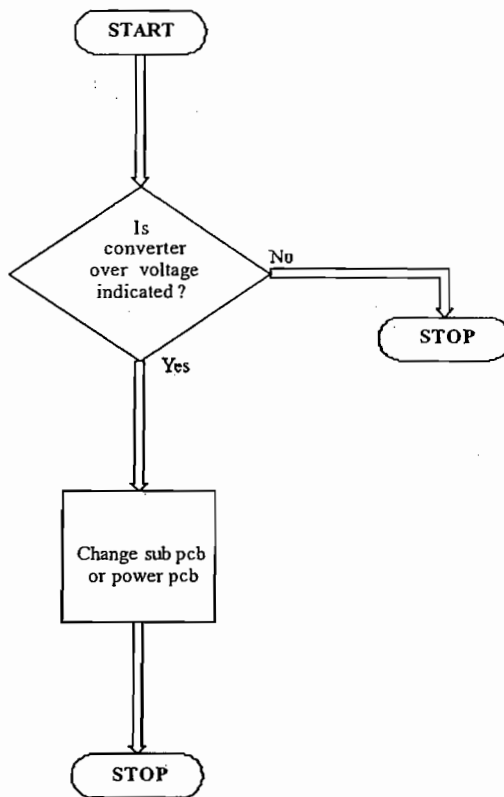 START
Is
converter
over voltage
indicated ?
No
STOP
Yes
Change sub pcb
or power pcb
STOP